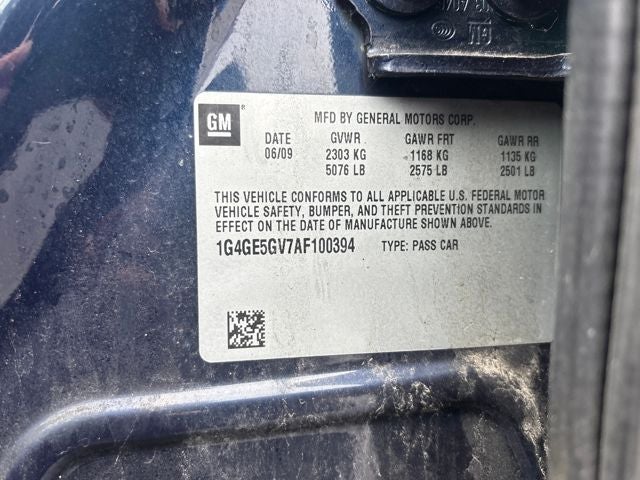 GM
MFD BY GENERAL MOTORS CORP.
DATE GVWR GAWR FRT GAWR RR
06/09 2303 KG 1168 KG 1135 KG
5076 LB 2575 LB 2501 LB
THIS VEHICLE CONFORMS TO ALL APPLICABLE U.S. FEDERAL MOTOR
VEHICLE SAFETY, BUMPER, AND THEFT PREVENTION STANDARDS IN
EFFECT ON THE DATE OF MANUFACTURE SHOWN ABOVE.
1G4GE5GV7AF100394 TYPE: PASS CAR